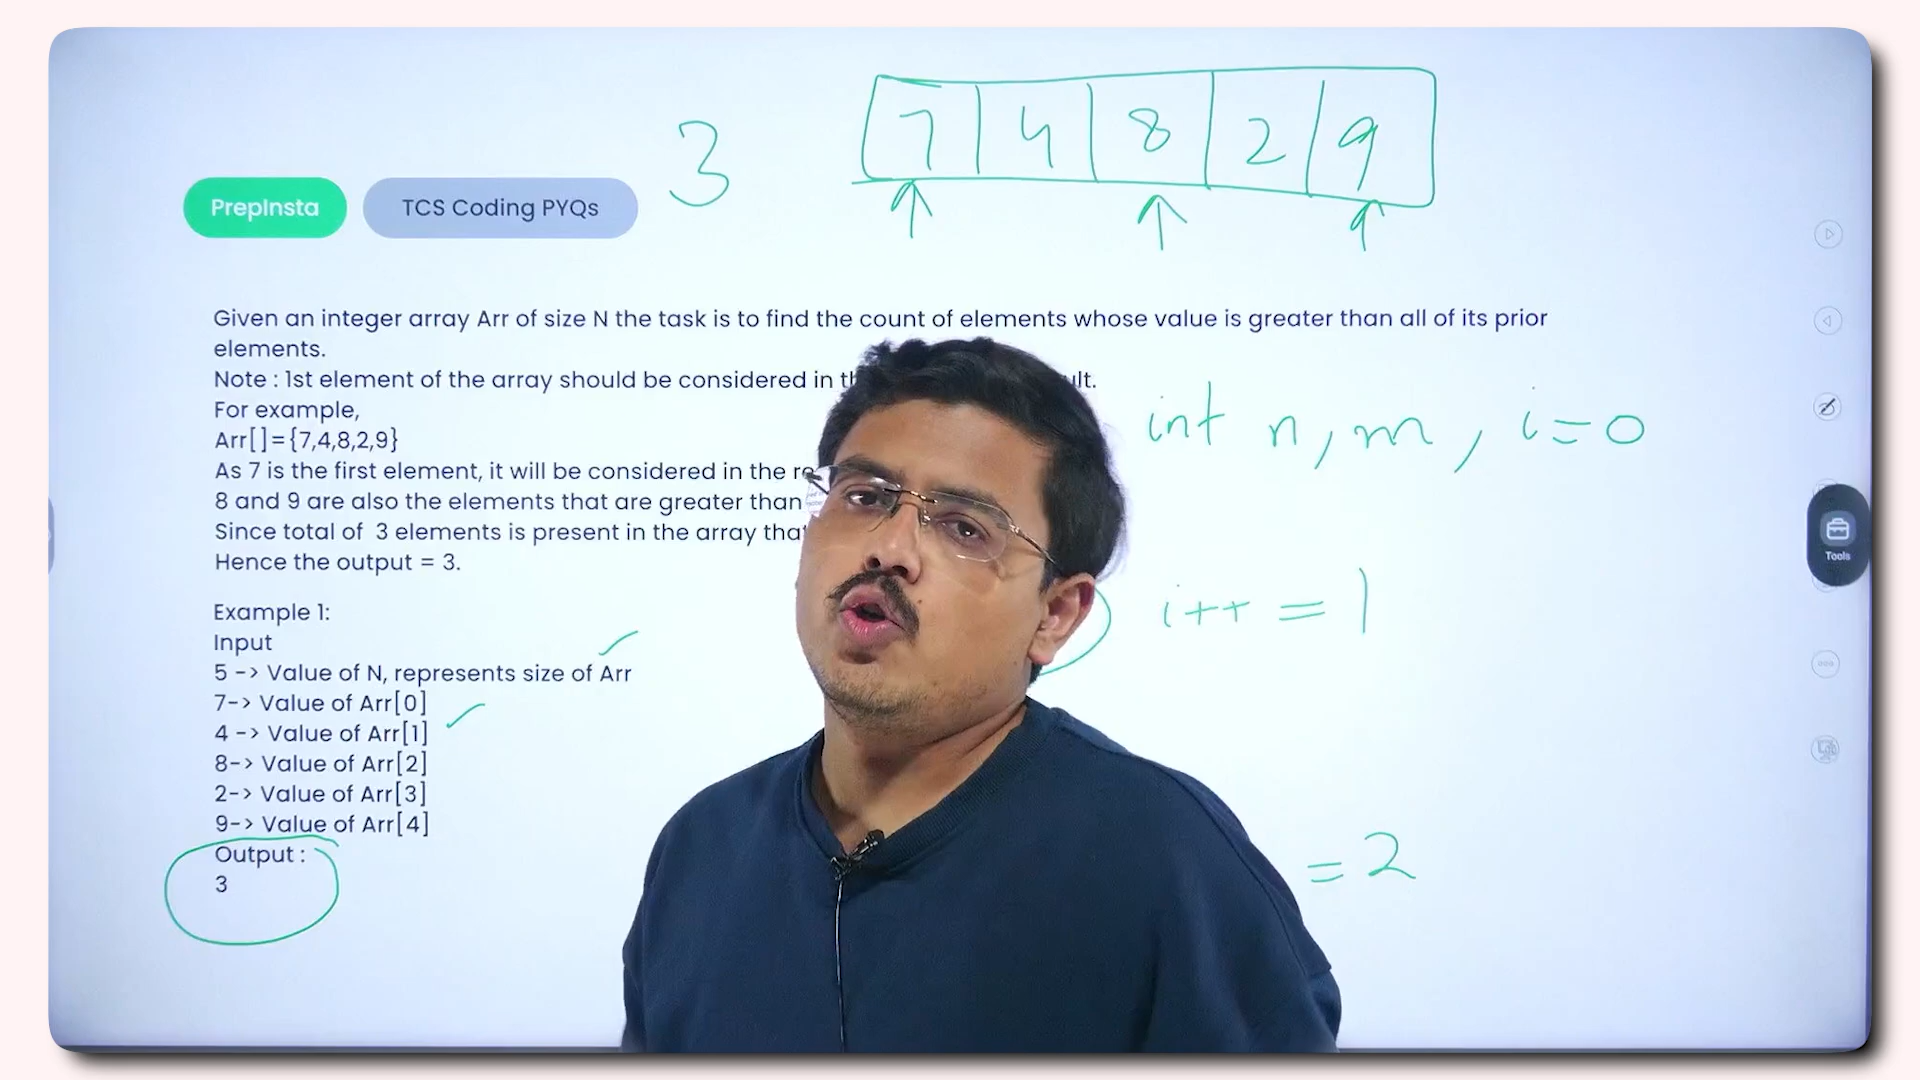 3
7 4 8 2 9
PrepInsta
TCS Coding PYQs
Given an integer array Arr of size N the task is to find the count of elements whose value is greater than all of its prior
elements.
Note : 1st element of the array should be considered in
For example,
Arr[]={7,4,8,2,9}
As 7 is the first element, it will be considered in the
8 and 9 are also the elements that are greater than
Since total of 3 elements is present in the array
Hence the output = 3.
Example 1:
Input
5 -> Value of N, represents size of Arr
7-> Value of Arr[0]
4 -> Value of Arr[1]
8-> Value of Arr[2]
2-> Value of Arr[3]
9-> Value of Arr[4]
Output :
3
int n, m, i=0
i++ = 1
= 2
Tools